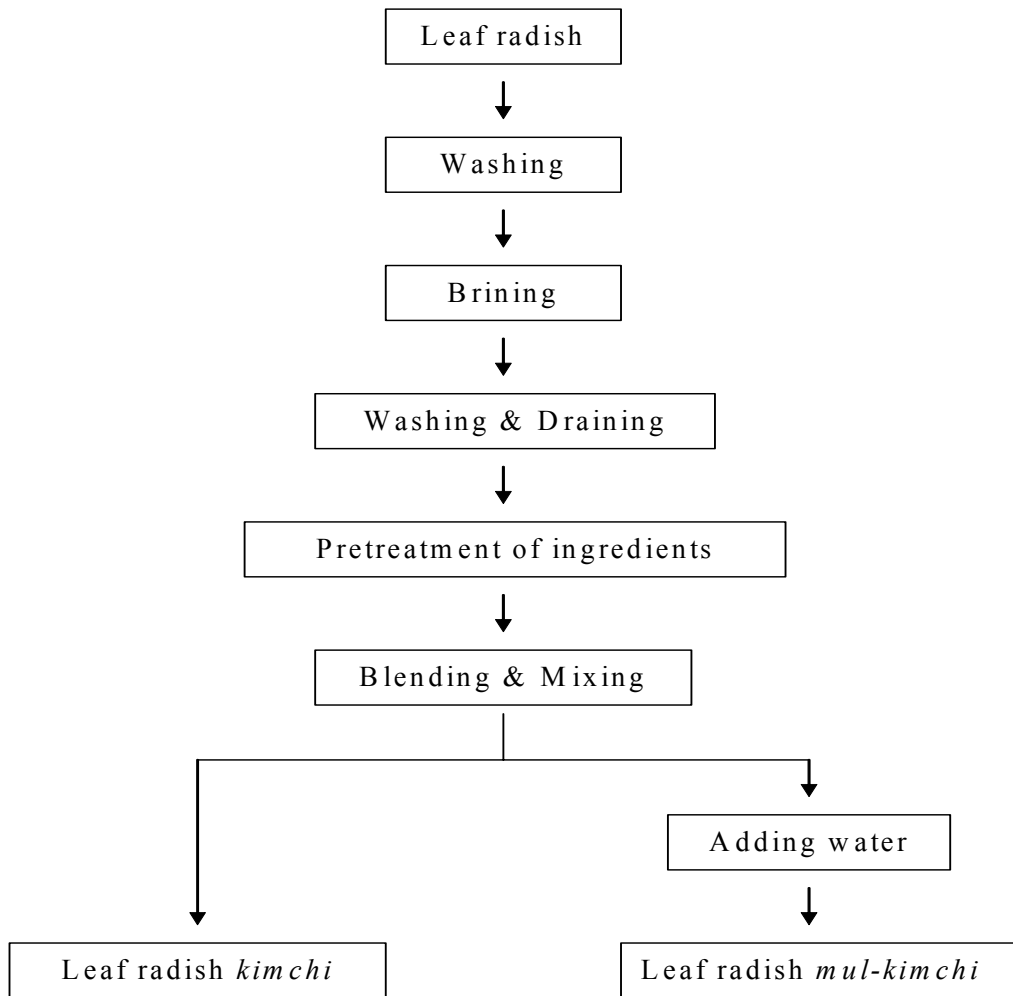 Leaf radish
Washing
Brining
Washing & Draining
Pretreatment of ingredients
Blending & Mixing
Adding water
Leaf radish kimchi
Leaf radish mul-kimchi